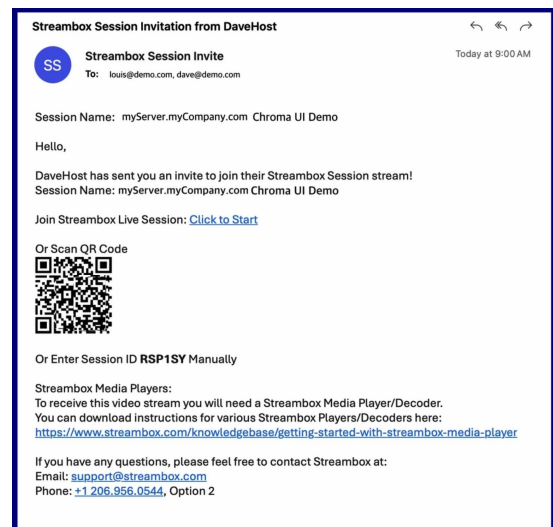 Streambox Session Invitation from DaveHost
SS
Streambox Session Invite
Today at 9:00 AM
To: louis@demo.com, dave@demo.com
Session Name: myServer.myCompany.com Chroma UI Demo
Hello,
DaveHost has sent you an invite to join their Streambox Session stream!
Session Name: myServer.myCompany.com Chroma UI Demo
Join Streambox Live Session: Click to Start
Or Scan QR Code
Or Enter Session ID RSP1SY Manually
Streambox Media Players:
To receive this video stream you will need a Streambox Media Player/Decoder.
You can download instructions for various Streambox Players/Decoders here:
https://www.streambox.com/knowledgebase/getting-started-with-streambox-media-player
If you have any questions, please feel free to contact Streambox at:
Email: support@streambox.com
Phone: +1 206.956.0544, Option 2